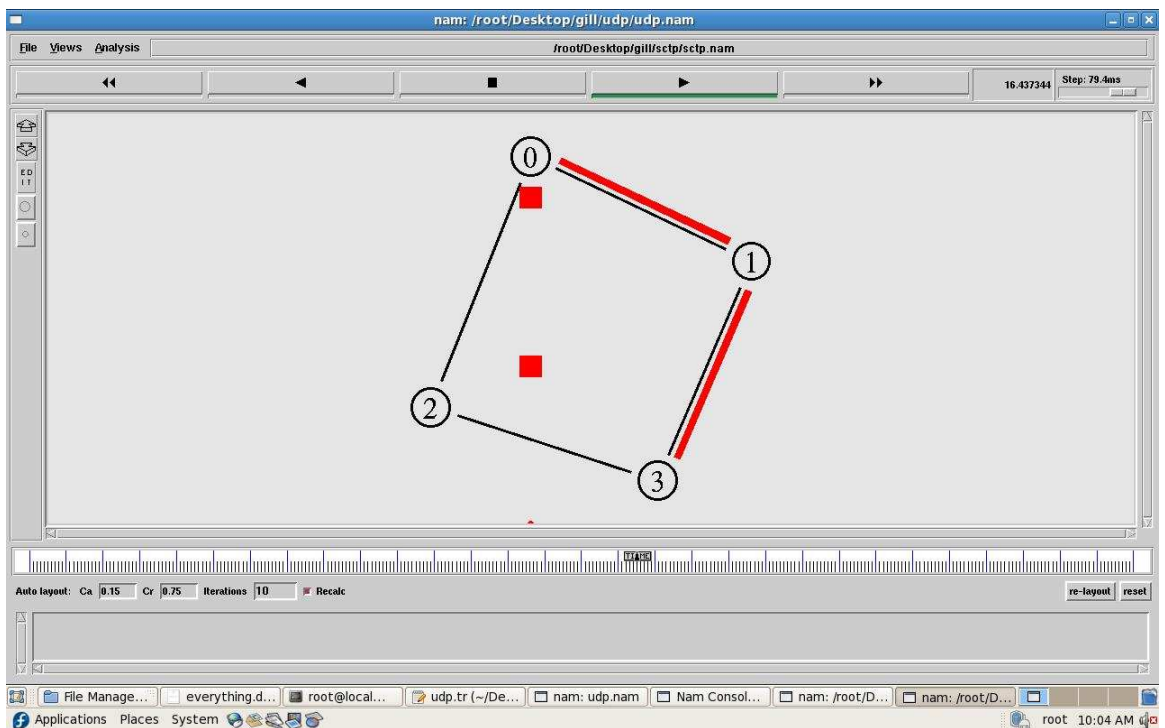 nam: /root/Desktop/gill/udp/udp.nam
File Views Analysis /root/Desktop/gill/sctp/sctp.nam
16.437344 Step: 79.4ms
ED
IT
0
1
2
3
TIME
Auto layout: Ca 0.15 Cr 0.75 Iterations 10 Recalc re-layout reset
File Manage... everything.d... root@local... udp.tr (~/De... nam: udp.nam Nam Consol... nam: /root/D... nam: /root/D...
Applications Places System root 10:04 AM